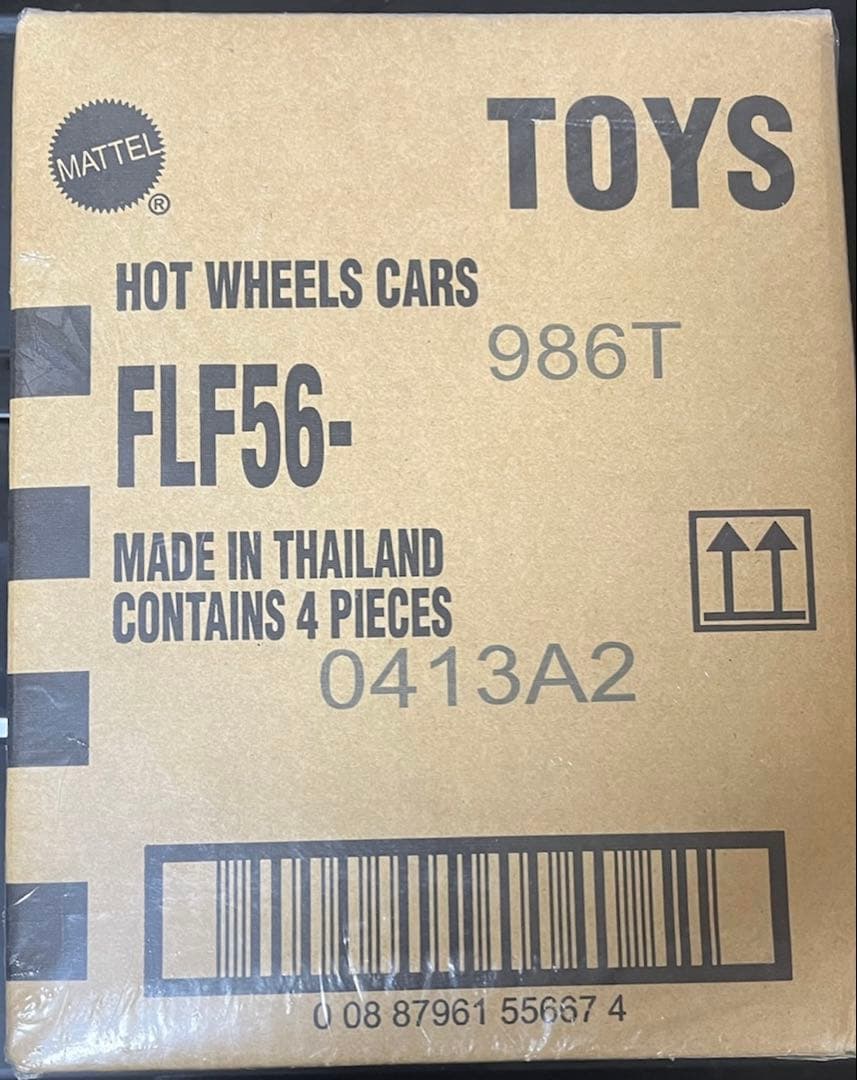 MATTEL
®
TOYS
HOT WHEELS CARS
986T
FLF56-
MADE IN THAILAND
CONTAINS 4 PIECES
0413A2
0 08 87961 55667 4